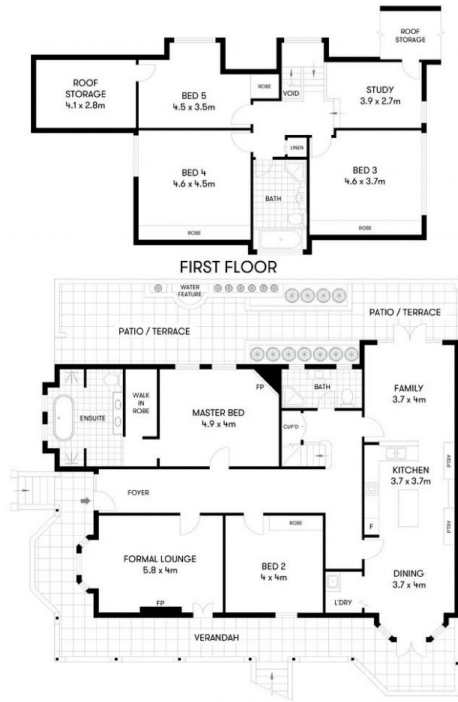 ROOF
STORAGE
ROOF
STORAGE
4.1 x 2.8m
BED 5
4.5 x 3.5m
ROBE
VOID
STUDY
3.9 x 2.7m
LINEN
BED 4
4.6 x 4.5m
BATH
BED 3
4.6 x 3.7m
ROBE
ROBE
FIRST FLOOR
WATER
FEATURE
PATIO / TERRACE
PATIO / TERRACE
FP
BATH
WALK
IN
ROBE
ENSUITE
MASTER BED
4.9 x 4m
FAMILY
3.7 x 4m
CUP'D
KITCHEN
3.7 x 3.7m
PTRY
FOYER
F
PTRY
ROBE
FORMAL LOUNGE
5.8 x 4m
BED 2
4 x 4m
DINING
3.7 x 4m
L'DRY
FP
VERANDAH